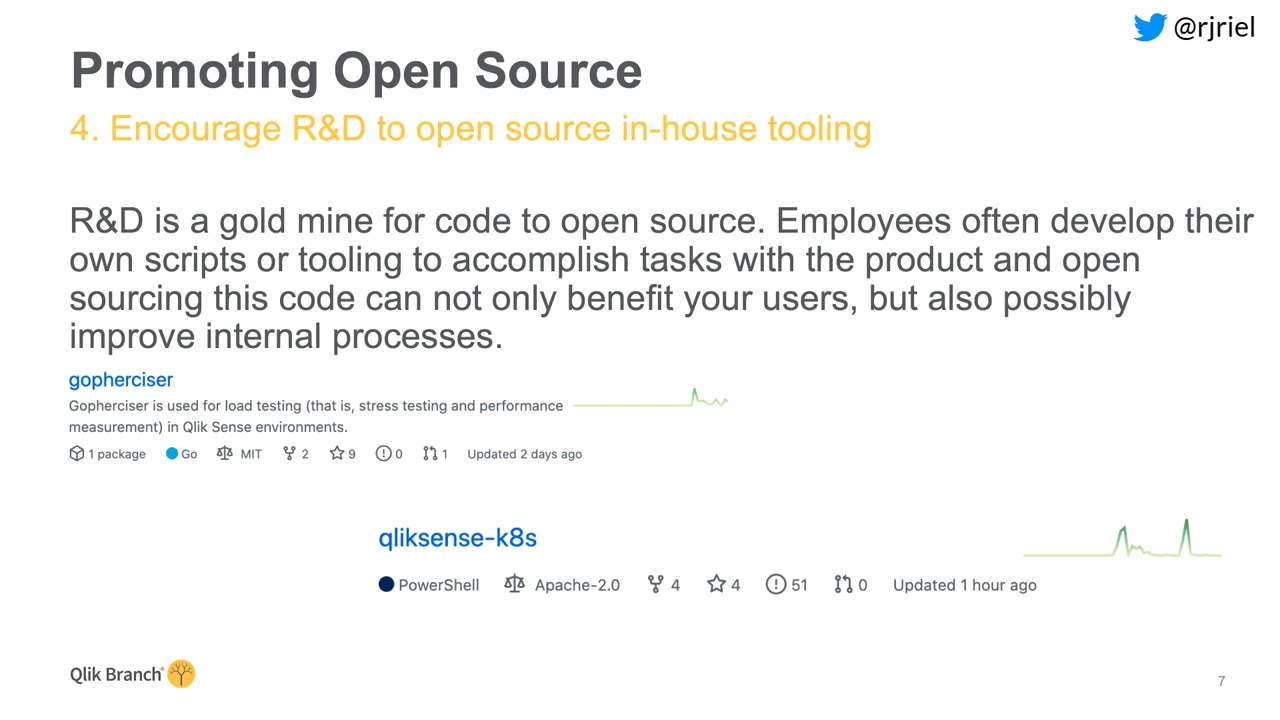 @rjriel
Promoting Open Source
4. Encourage R&D to open source in-house tooling
R&D is a gold mine for code to open source. Employees often develop their
own scripts or tooling to accomplish tasks with the product and open
sourcing this code can not only benefit your users, but also possibly
improve internal processes.
gopherciser
Gopherciser is used for load testing (that is, stress testing and performance
measurement) in Qlik Sense environments.
1 package Go MIT 2 9 0 1 Updated 2 days ago
qliksense-k8s
PowerShell Apache-2.0 4 4 51 0 Updated 1 hour ago
Qlik Branch®
7